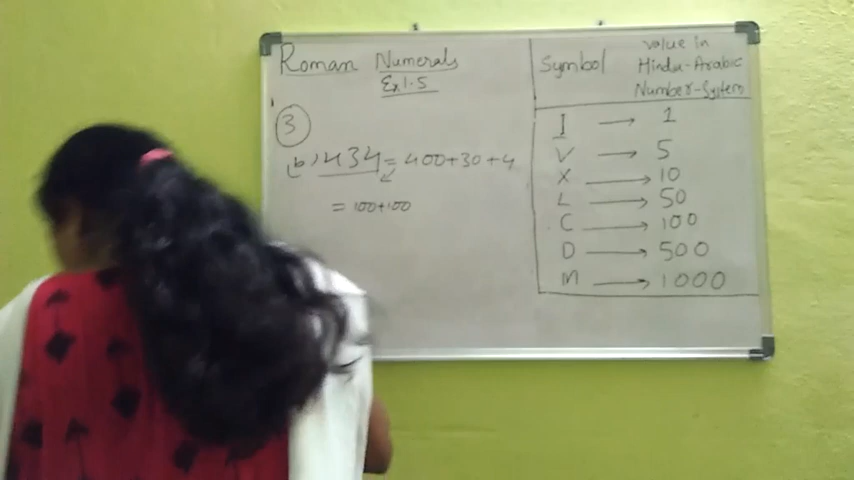 Roman Numerals
Ex 1.5
3
(b) 434 = 400+30+4
= 100+100
Symbol
value in
Hindu-Arabic
Number-System
I → 1
V → 5
X → 10
L → 50
C → 100
D → 500
M → 1000